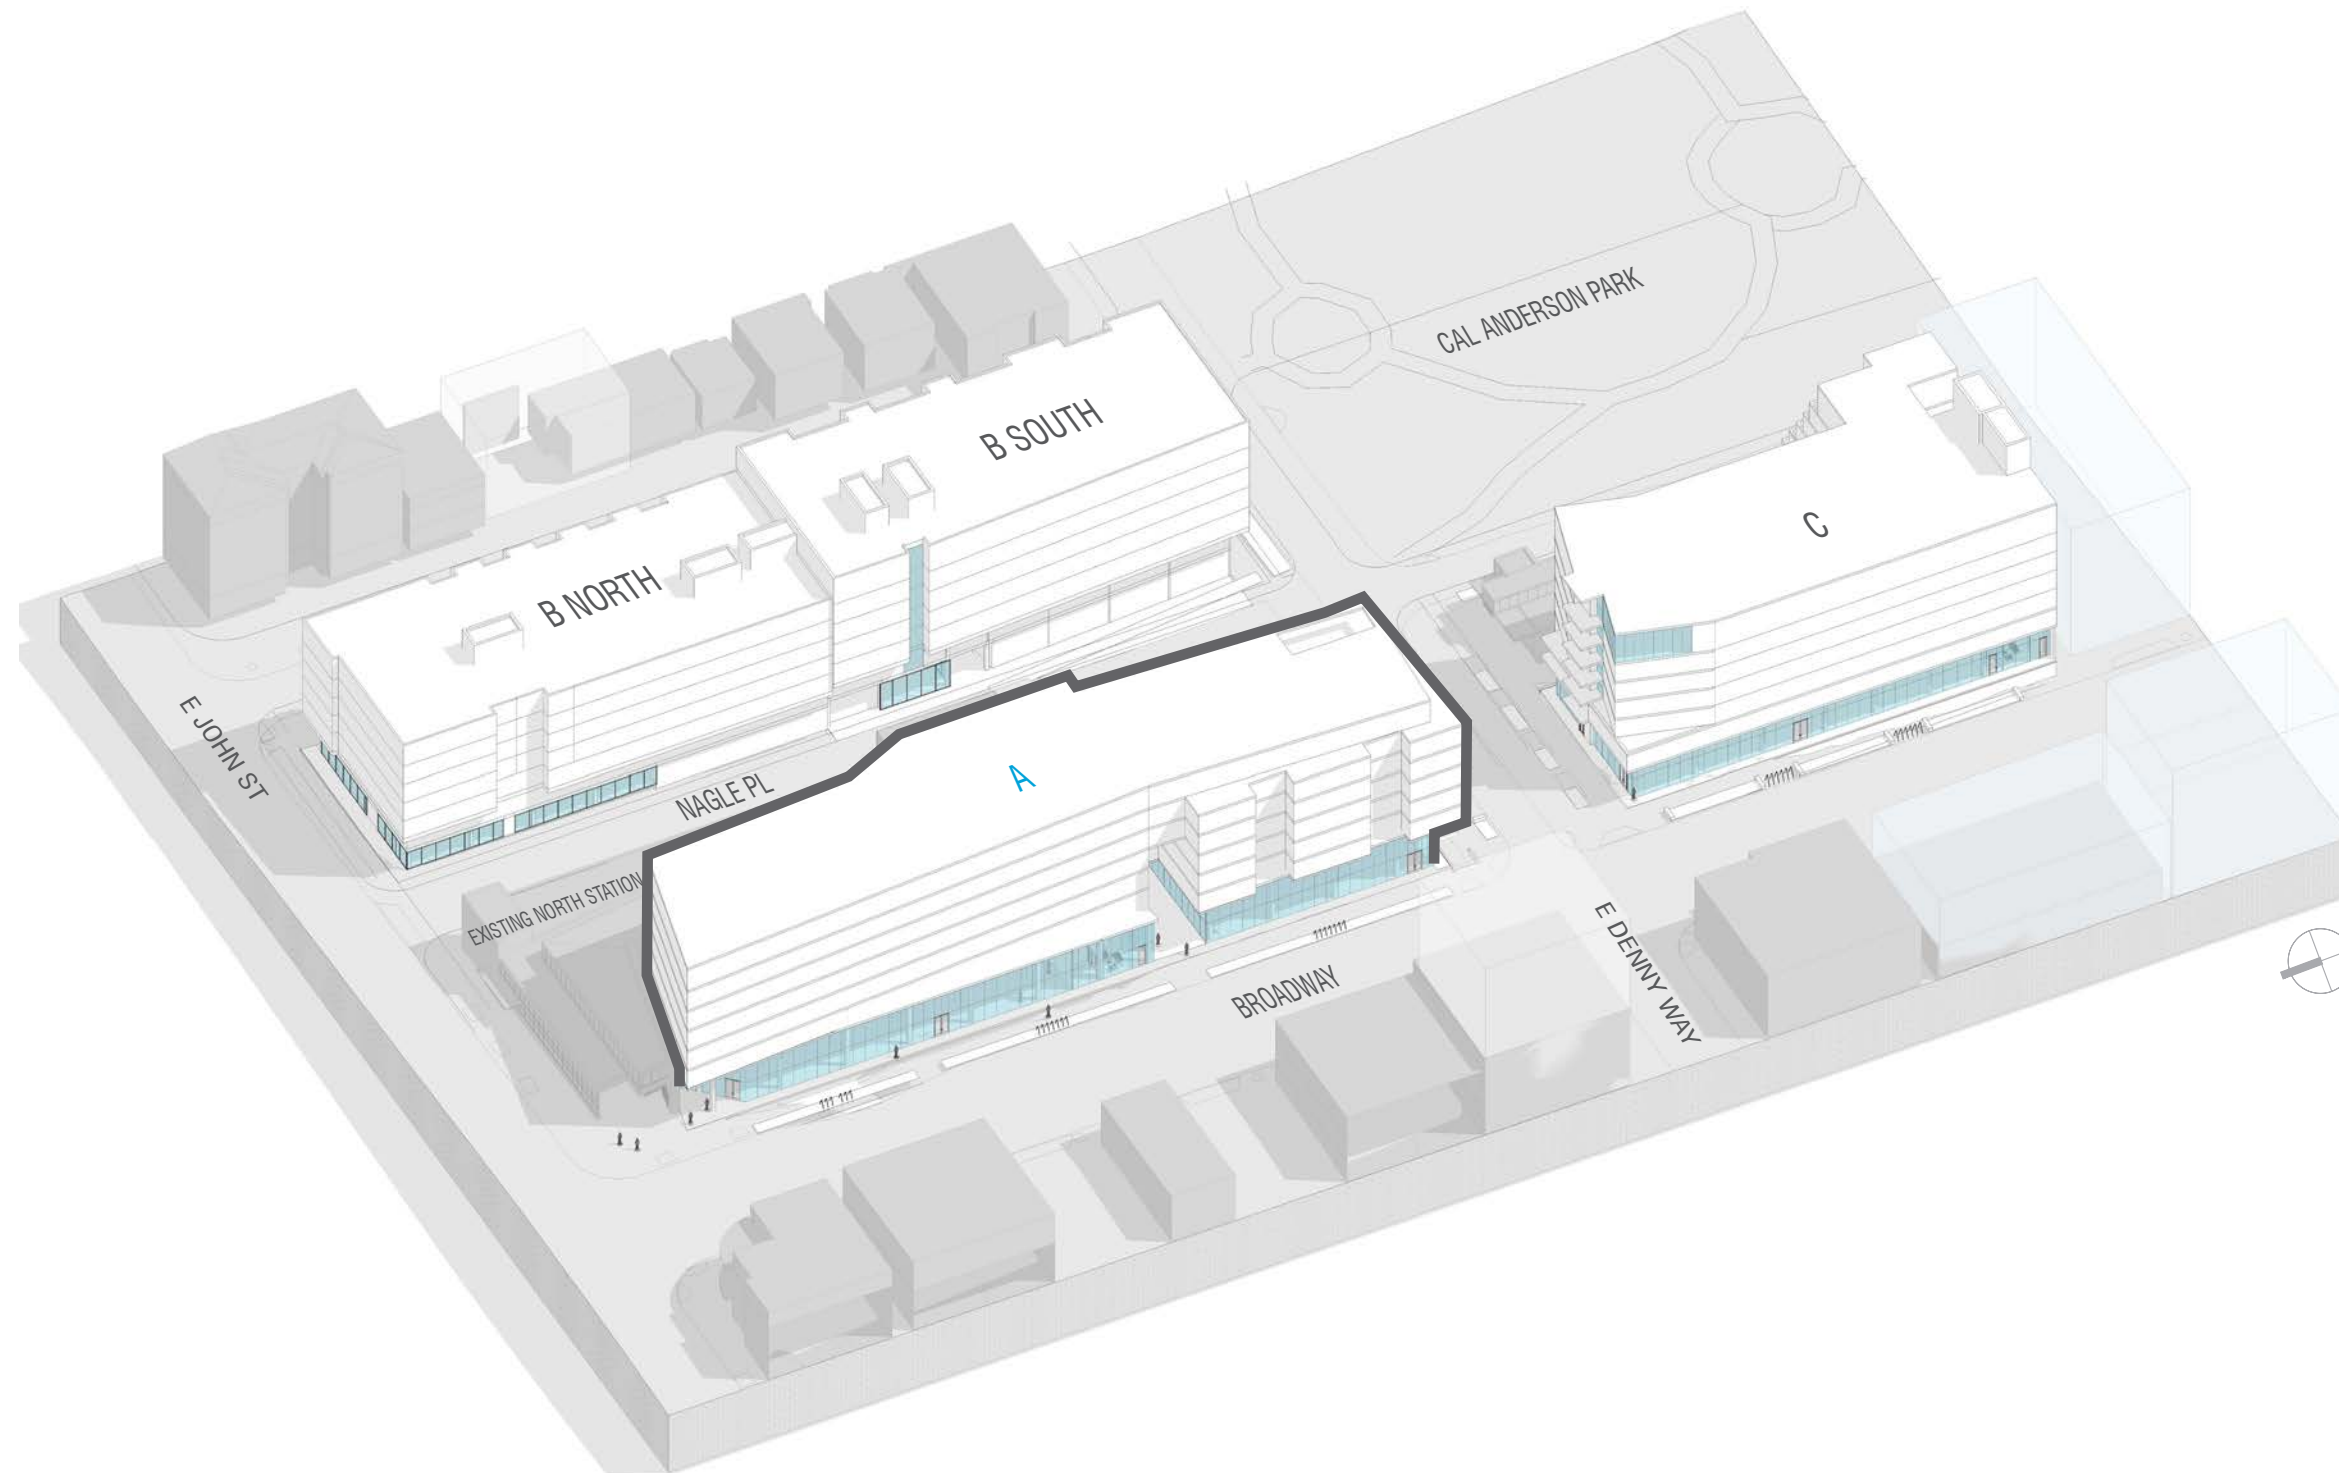 CAL ANDERSON PARK
B SOUTH
C
B NORTH
E JOHN ST
NAGLE PL
A
EXISTING NORTH STATION
BROADWAY
E DENNY WAY